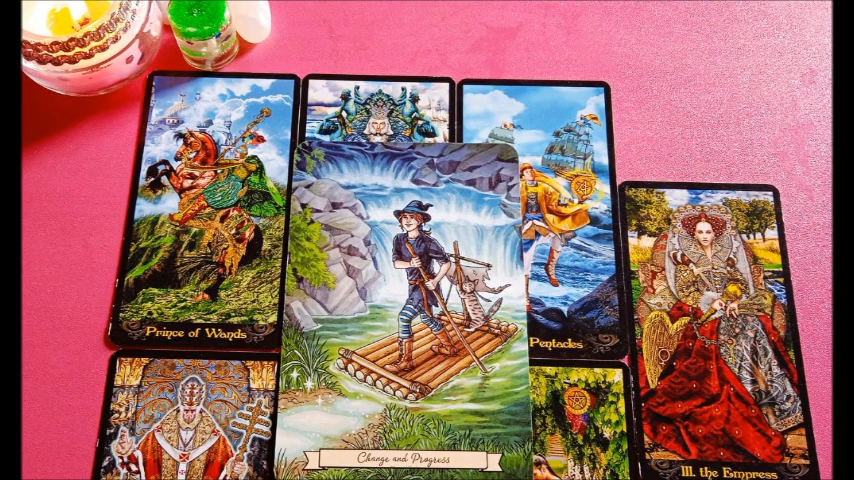 Prince of Wands
Pentacles
Change and Progress
III. the Empress